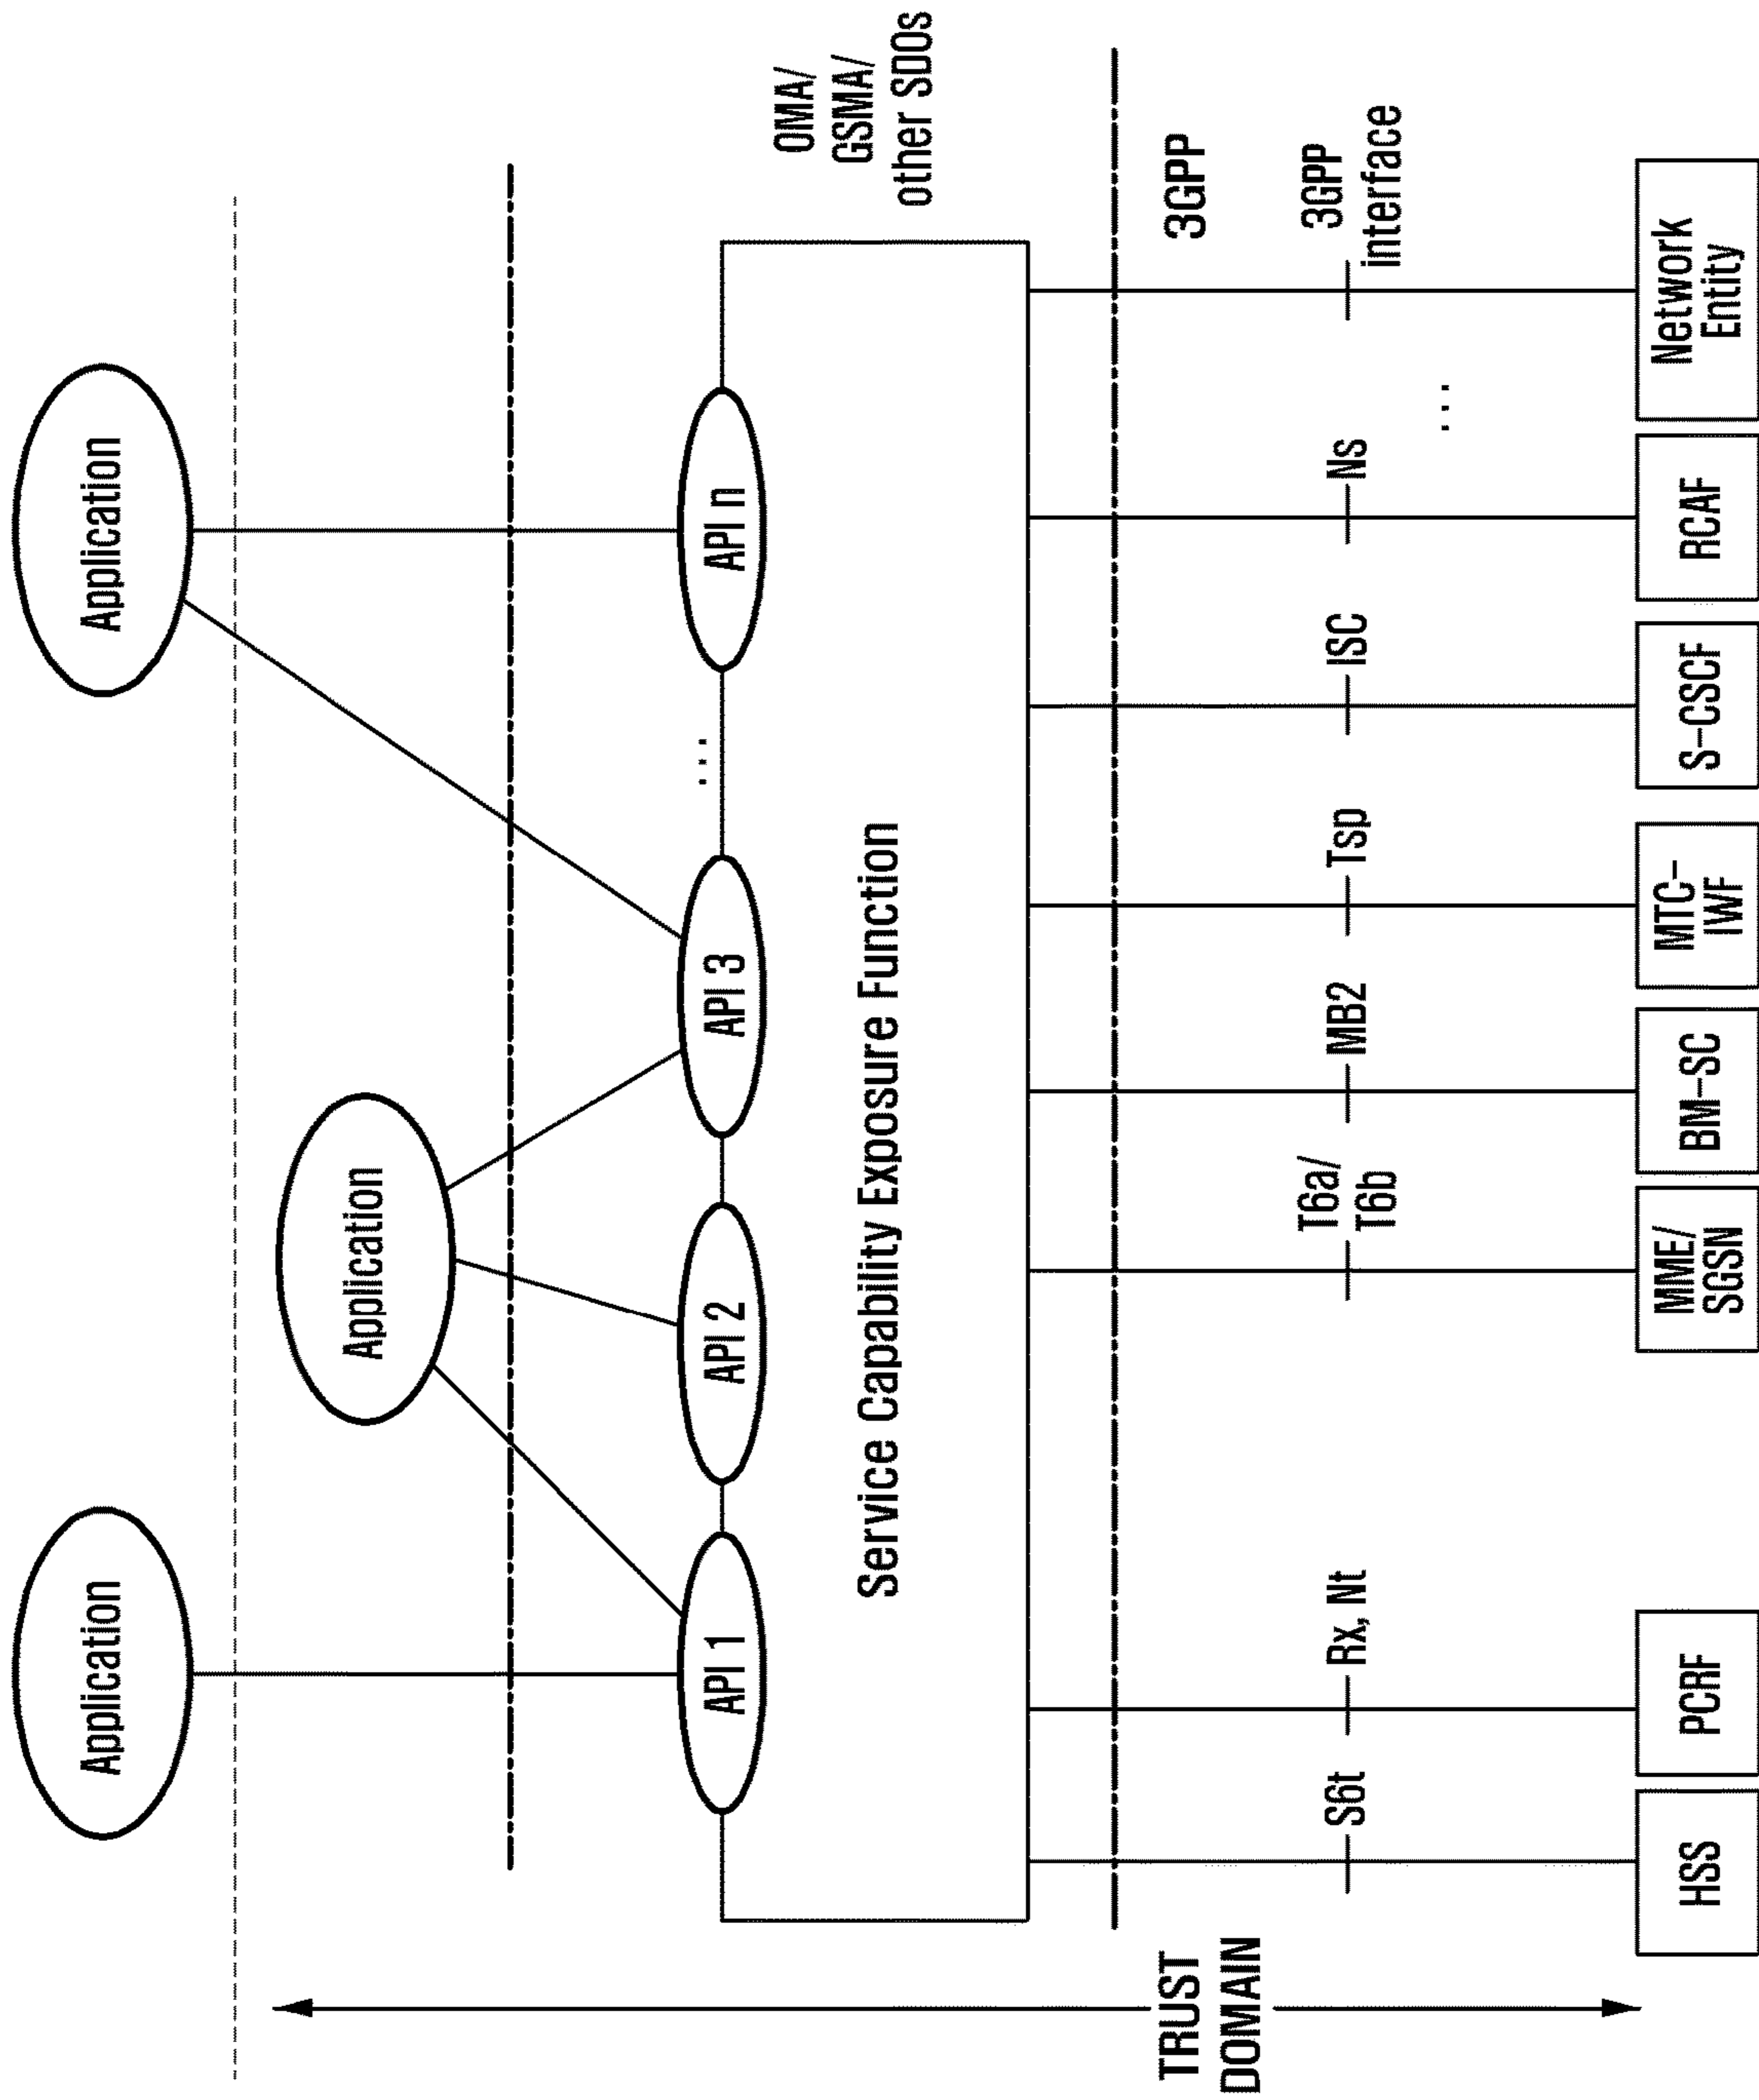 Application
Application
Application
API 1
API 2
API 3
...
API n
Service Capability Exposure Function
OMA/
GSMA/
other SDOs
TRUST
DOMAIN
3GPP
S6t
Rx, Nt
T6a/
T6b
MB2
Tsp
ISC
Ns
3GPP
interface
...
HSS
PCRF
MME/
SGSN
BM-SC
MTC-
IWF
S-CSCF
RCAF
Network
Entity